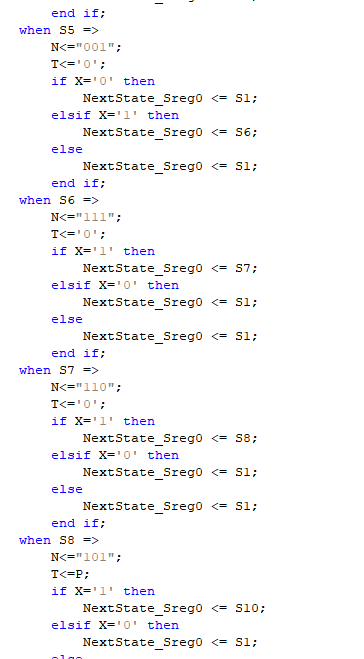 end if;
when S5 =>
N<="001";
T<='0';
if X='0' then
NextState_Sreg0 <= S1;
elsif X='1' then
NextState_Sreg0 <= S6;
else
NextState_Sreg0 <= S1;
end if;
when S6 =>
N<="111";
T<='0';
if X='1' then
NextState_Sreg0 <= S7;
elsif X='0' then
NextState_Sreg0 <= S1;
else
NextState_Sreg0 <= S1;
end if;
when S7 =>
N<="110";
T<='0';
if X='1' then
NextState_Sreg0 <= S8;
elsif X='0' then
NextState_Sreg0 <= S1;
else
NextState_Sreg0 <= S1;
end if;
when S8 =>
N<="101";
T<=P;
if X='1' then
NextState_Sreg0 <= S10;
elsif X='0' then
NextState_Sreg0 <= S1;
else